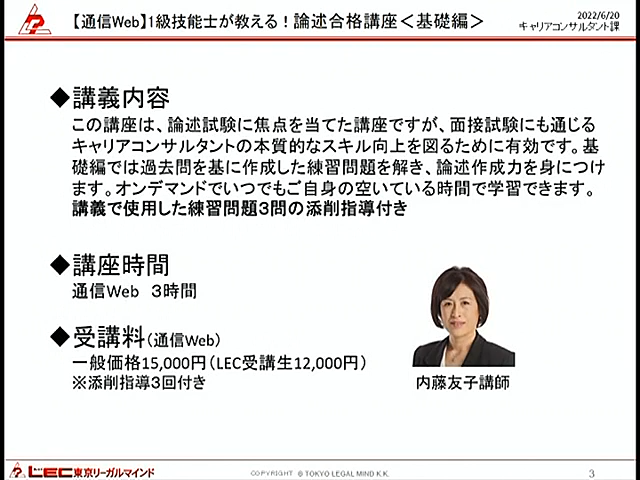 【通信Web】1級技能士が教える！論述合格講座＜基礎編＞
2022/6/20
キャリアコンサルタント課
◆講義内容
この講座は、論述試験に焦点を当てた講座ですが、面接試験にも通じる
キャリアコンサルタントの本質的なスキル向上を図るために有効です。基
礎編では過去問を基に作成した練習問題を解き、論述作成力を身につけ
ます。オンデマンドでいつでもご自身の空いている時間で学習できます。
講義で使用した練習問題３問の添削指導付き
◆講座時間
通信Web　３時間
◆受講料（通信Web）
一般価格15,000円（LEC受講生12,000円）
※添削指導３回付き
内藤友子講師
LEC東京リーガルマインド
COPYRIGHT © TOKYO LEGAL MIND K.K.
3